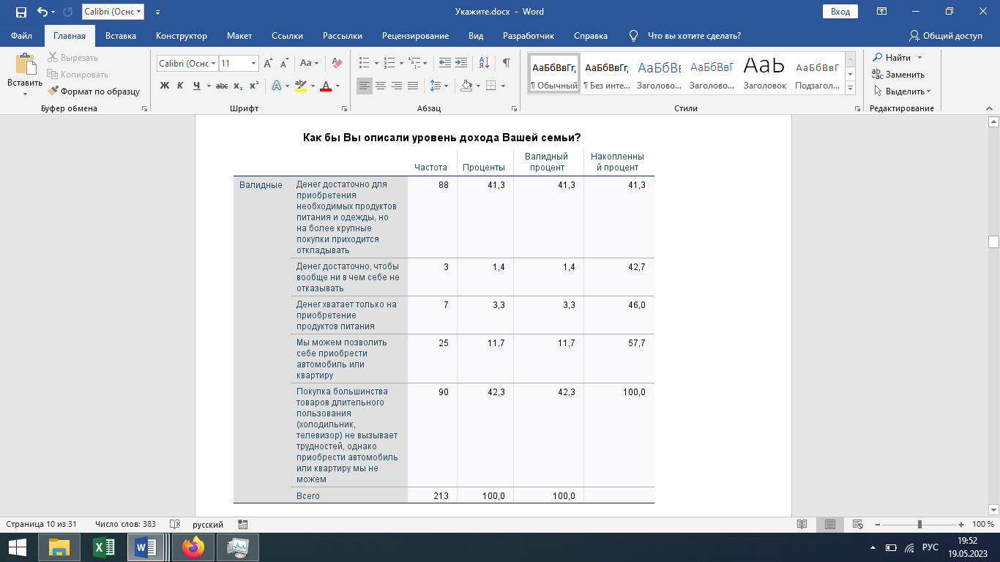 Calibri (Оснс
Укажите.docx - Word
Вход
Файл Главная Вставка Конструктор Макет Ссылки Рассылки Рецензирование Вид Разработчик Справка Что вы хотите сделать? Общий доступ
Вставить
Вырезать
Копировать
Формат по образцу
Буфер обмена
Calibri (Оснс 11
Aa
Ж К Ч abc x₂ x²
Шрифт
Абзац
АаБбВвГг, АаБбВвГг, АаБбВв АаБбВвГ АаЬ АаБбВвГ
¶ Обычный ¶ Без инте... Заголово... Заголово... Заголовок Подзагол...
Стили
Найти
Заменить
Выделить
Редактирование
Как бы Вы описали уровень дохода Вашей семьи?
Частота Проценты Валидный Накопленны
процент й процент
Валидные Денег достаточно для 88 41,3 41,3 41,3
приобретения
необходимых продуктов
питания и одежды, но
на более крупные
покупки приходится
откладывать
Денег достаточно, чтобы 3 1,4 1,4 42,7
вообще ни в чем себе не
отказывать
Денег хватает только на 7 3,3 3,3 46,0
приобретение
продуктов питания
Мы можем позволить 25 11,7 11,7 57,7
себе приобрести
автомобиль или
квартиру
Покупка большинства 90 42,3 42,3 100,0
товаров длительного
пользования
(холодильник,
телевизор) не вызывает
трудностей, однако
приобрести автомобиль
или квартиру мы не
можем
Всего 213 100,0 100,0
Страница 10 из 31 Число слов: 383 русский 100 %
РУС
19:52
19.05.2023